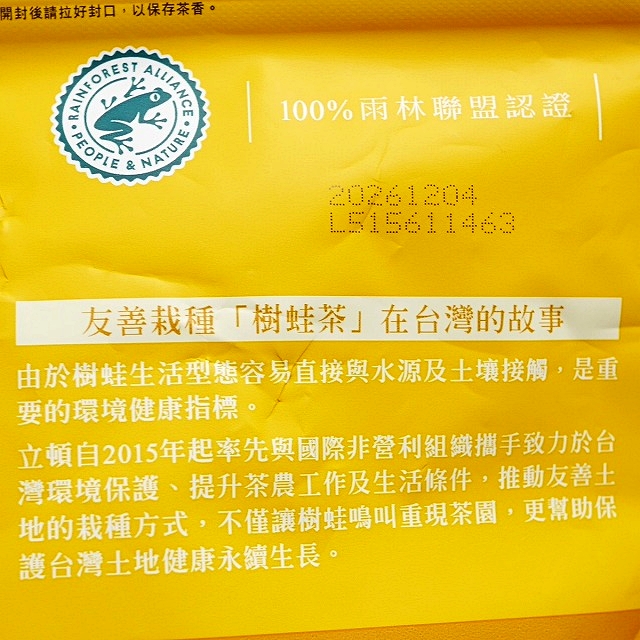 開封後請拉好封口，以保存茶香。
RAINFOREST ALLIANCE
PEOPLE & NATURE
100%雨林聯盟認證
20261204
L515611463
友善栽種「樹蛙茶」在台灣的故事
由於樹蛙生活型態容易直接與水源及土壤接觸，是重
要的環境健康指標。
立頓自2015年起率先與國際非營利組織攜手致力於台
灣環境保護、提升茶農工作及生活條件，推動友善土
地的栽種方式，不僅讓樹蛙鳴叫重現茶園，更幫助保
護台灣土地健康永續生長。